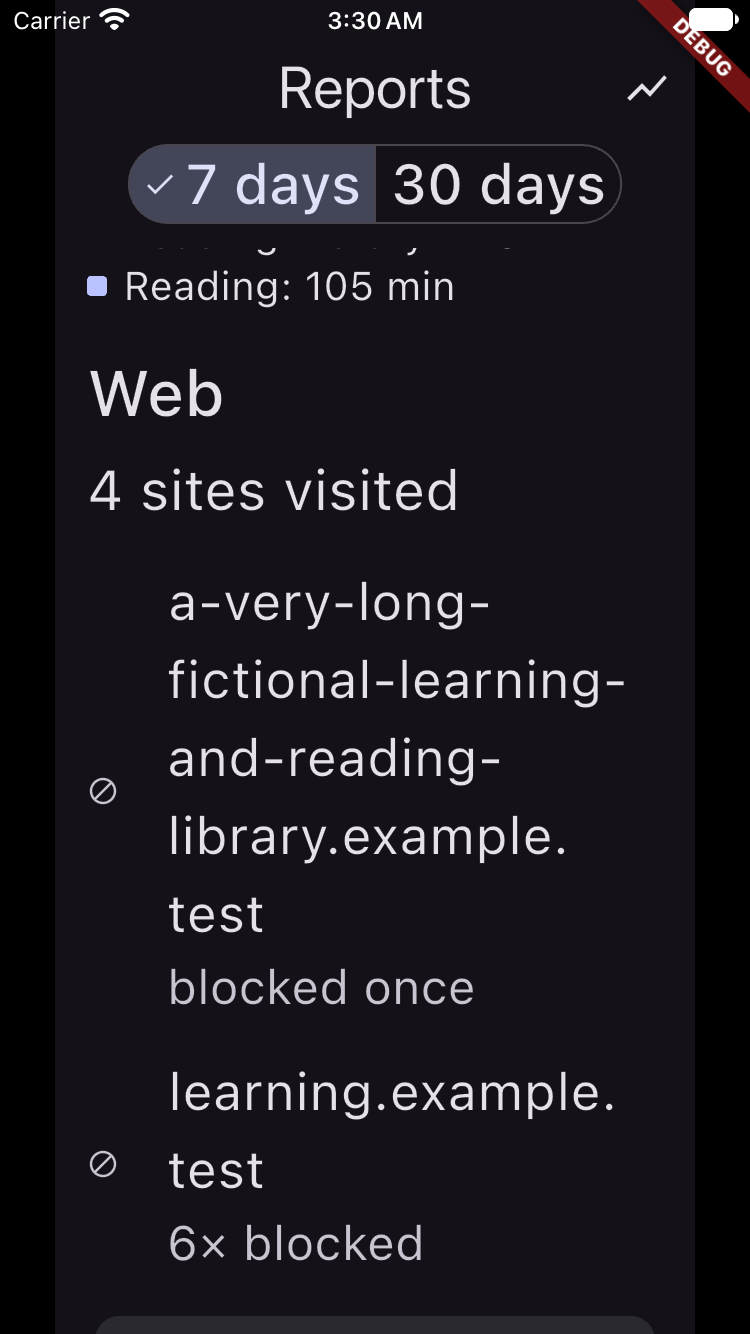 Carrier
3:30 AM
DEBUG
Reports
7 days
30 days
Reading: 105 min
Web
4 sites visited
a-very-long-
fictional-learning-
and-reading-
library.example.
test
blocked once
learning.example.
test
6× blocked